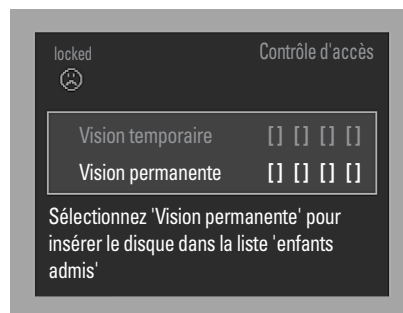 locked
Contrôle d'accès
Vision temporaire [] [] [] []
Vision permanente [] [] [] []
Sélectionnez 'Vision permanente' pour
insérer le disque dans la liste 'enfants
admis'